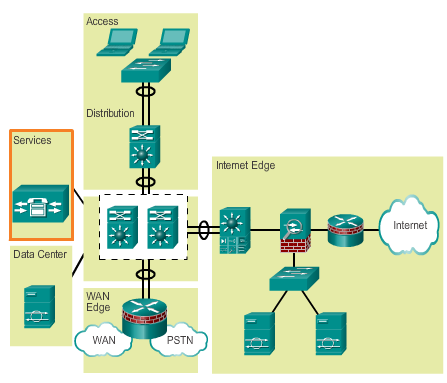 Access
Distribution
Services
Internet Edge
Internet
Data Center
WAN
Edge
WAN
PSTN